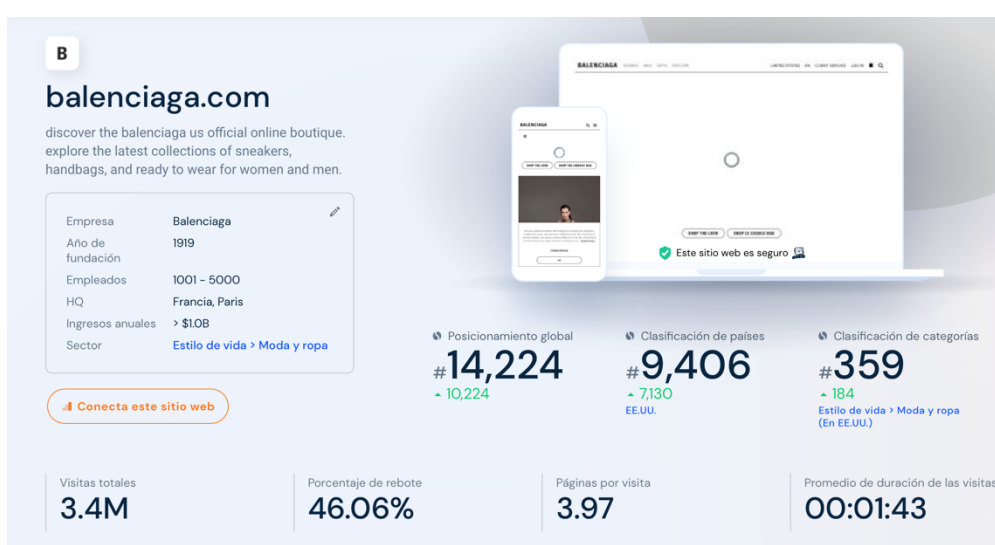 B
balenciaga.com
discover the balenciaga us official online boutique.
explore the latest collections of sneakers,
handbags, and ready to wear for women and men.
Empresa Balenciaga
Año de fundación 1919
Empleados 1001 - 5000
HQ Francia, Paris
Ingresos anuales > $1.0B
Sector Estilo de vida > Moda y ropa
Conecta este sitio web
BALENCIAGA
BALENCIAGA
SHOP THE LOOK
Este sitio web es seguro
Posicionamiento global
#14,224
10,224
Clasificación de países
#9,406
7,130
EE.UU.
Clasificación de categorías
#359
184
Estilo de vida > Moda y ropa
(En EE.UU.)
Visitas totales
3.4M
Porcentaje de rebote
46.06%
Páginas por visita
3.97
Promedio de duración de las visitas
00:01:43